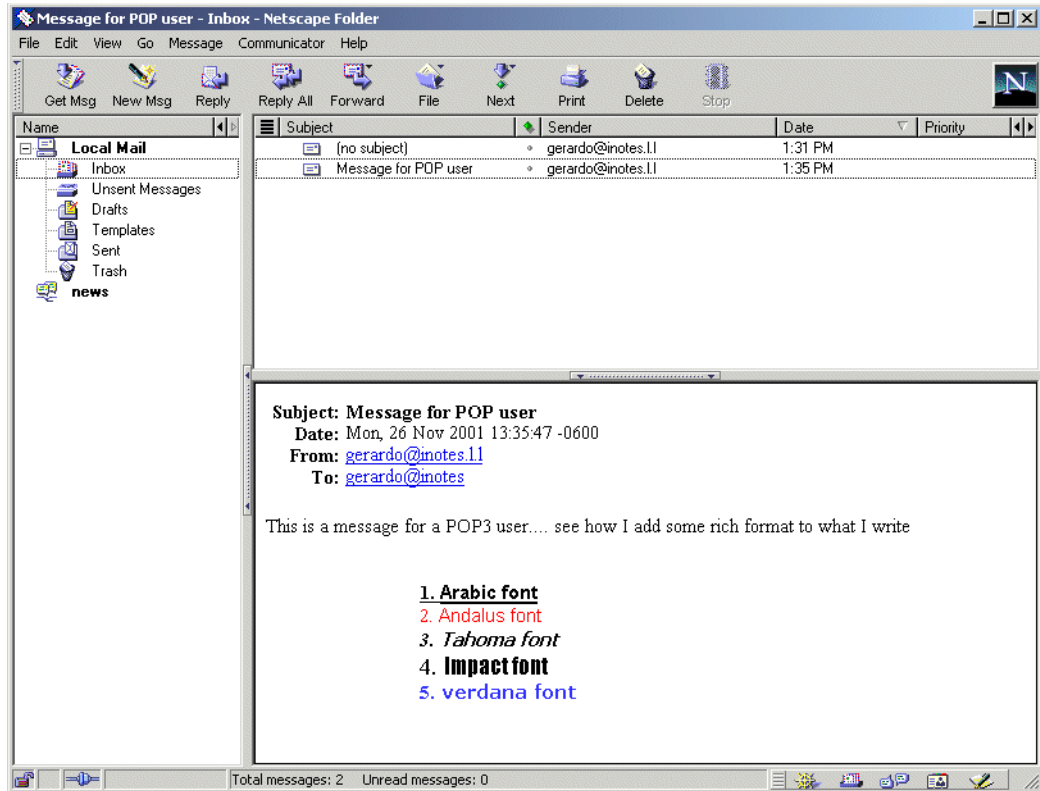 Message for POP user - Inbox - Netscape Folder
File Edit View Go Message Communicator Help
Get Msg New Msg Reply Reply All Forward File Next Print Delete Stop
N
Name Subject Sender Date Priority
Local Mail
Inbox
Unsent Messages
Drafts
Templates
Sent
Trash
news
(no subject) gerardo@inotes.l.l 1:31 PM
Message for POP user gerardo@inotes.l.l 1:35 PM
Subject: Message for POP user
Date: Mon, 26 Nov 2001 13:35:47 -0600
From: gerardo@inotes.l.l
To: gerardo@inotes
This is a message for a POP3 user.... see how I add some rich format to what I write
1. Arabic font
2. Andalus font
3. Tahoma font
4. Impact font
5. verdana font
Total messages: 2 Unread messages: 0